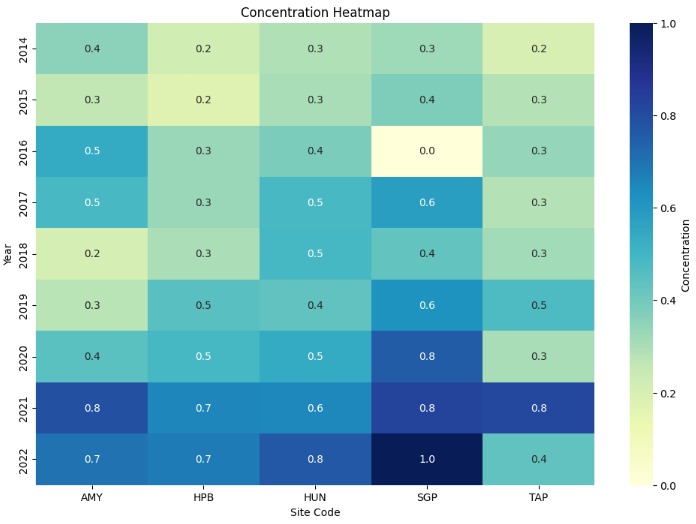 Concentration Heatmap
1.0
2014 0.4 0.2 0.3 0.3 0.2
2015 0.3 0.2 0.3 0.4 0.3
0.8
2016 0.5 0.3 0.4 0.0 0.3
2017 0.5 0.3 0.5 0.6 0.3
0.6
Year
Concentration
2018 0.2 0.3 0.5 0.4 0.3
2019 0.3 0.5 0.4 0.6 0.5
0.4
2020 0.4 0.5 0.5 0.8 0.3
2021 0.8 0.7 0.6 0.8 0.8
0.2
2022 0.7 0.7 0.8 1.0 0.4
0.0
AMY HPB HUN SGP TAP
Site Code